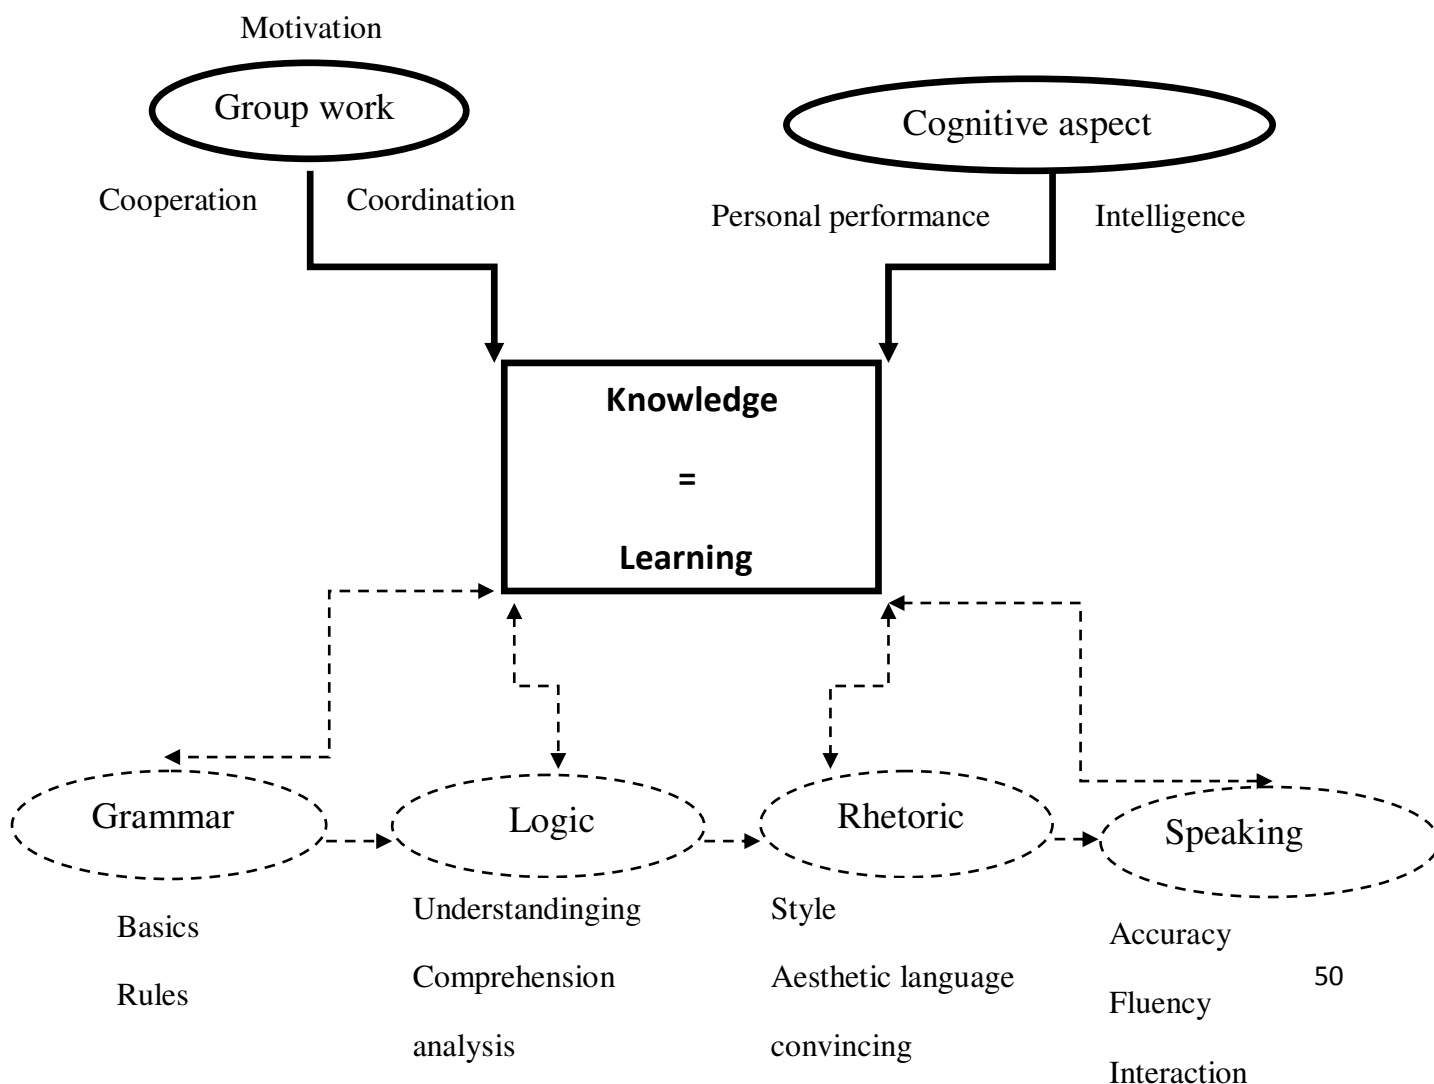 Motivation
Group work
Cognitive aspect
Cooperation
Coordination
Personal performance
Intelligence
Knowledge
=
Learning
Grammar
Logic
Rhetoric
Speaking
Basics
Rules
Understandinging
Comprehension
analysis
Style
Aesthetic language
convincing
Accuracy
Fluency
Interaction
50